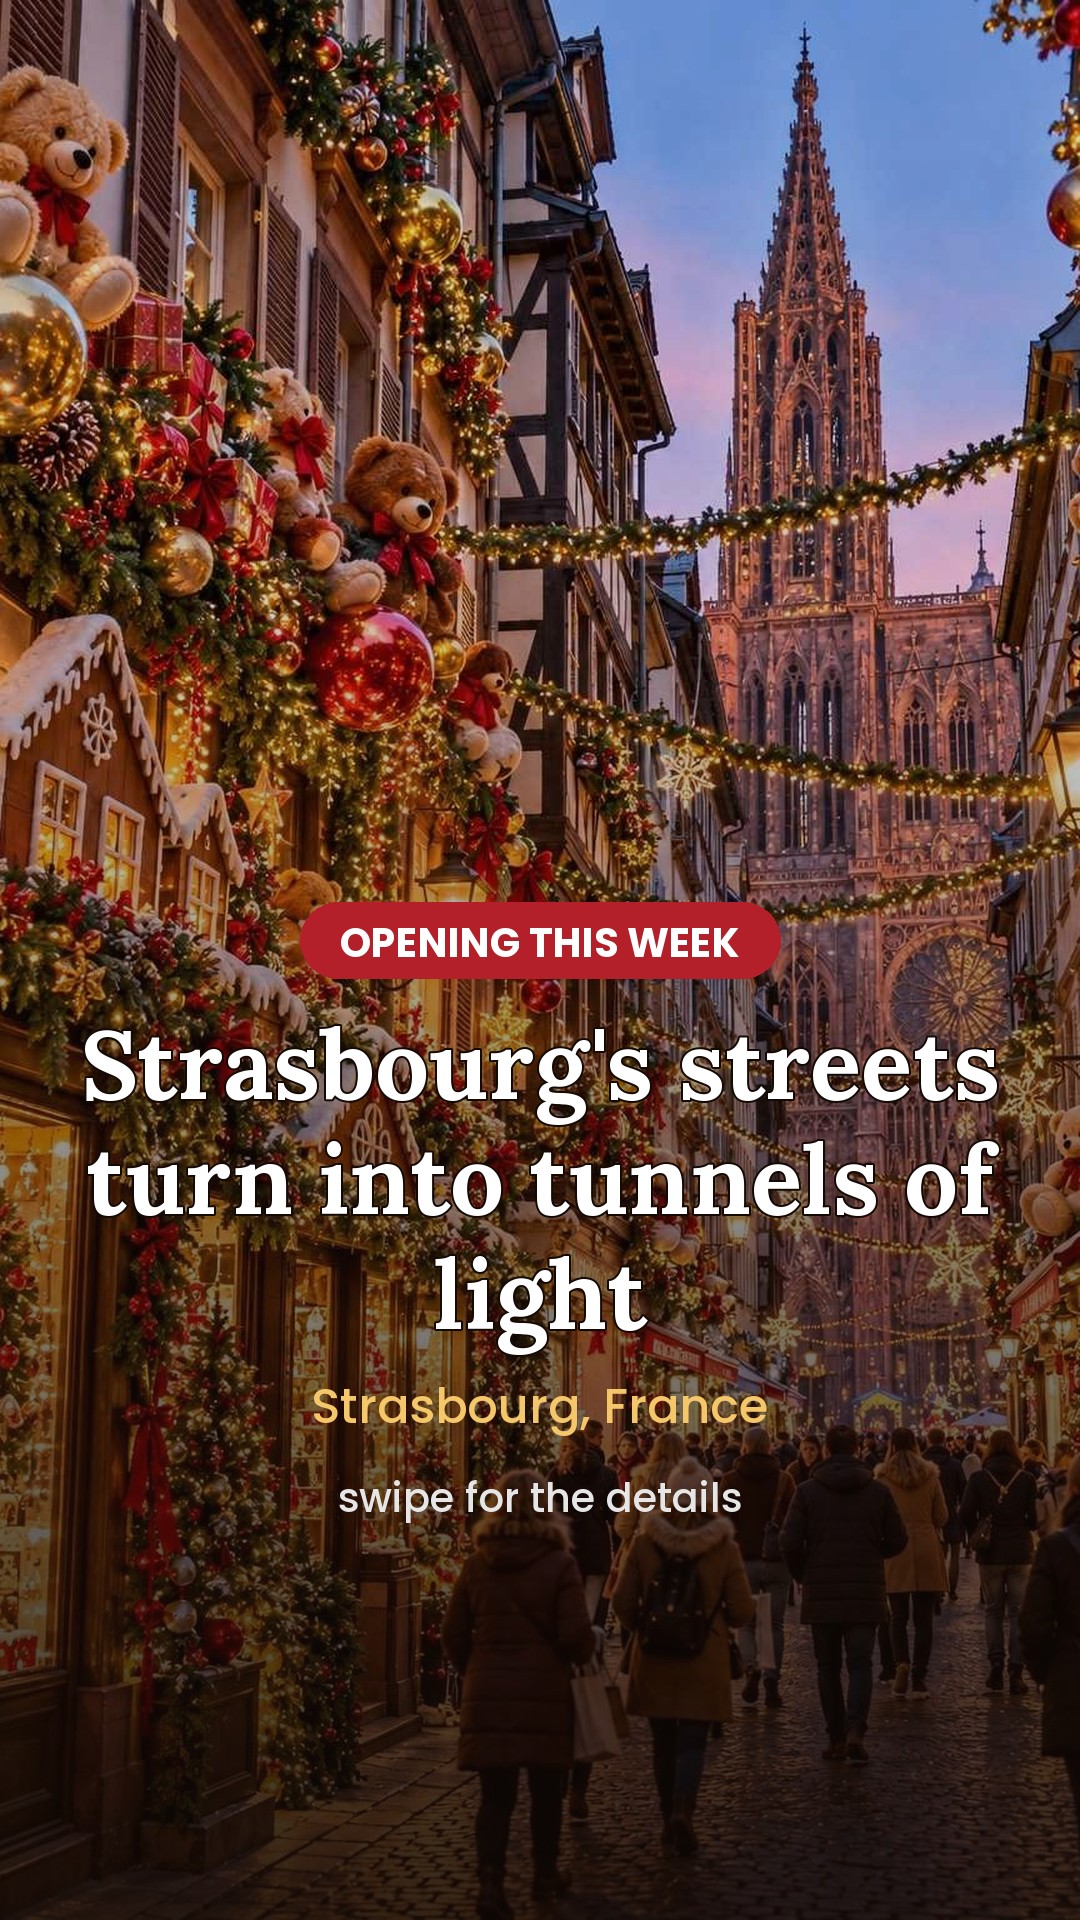 OPENING THIS WEEK
Strasbourg's streets
turn into tunnels of
light
Strasbourg, France
swipe for the details